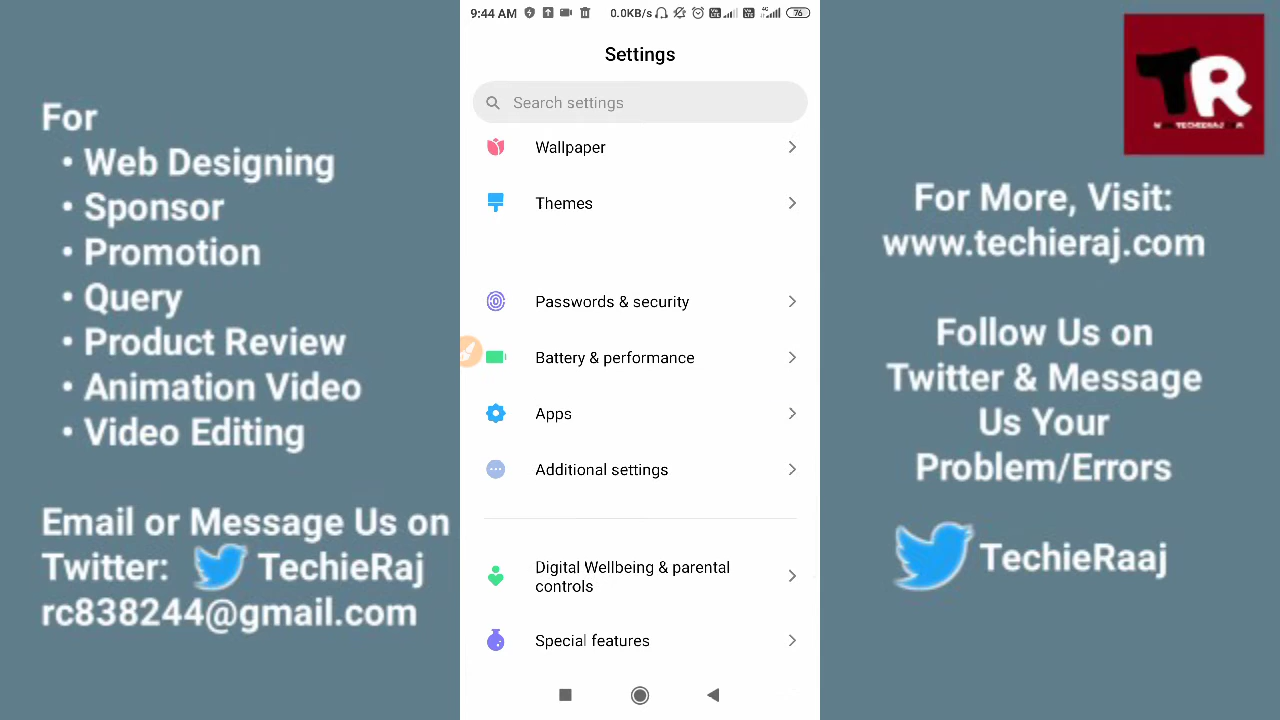 For
• Web Designing
• Sponsor
• Promotion
• Query
• Product Review
• Animation Video
• Video Editing
Email or Message Us on
Twitter: TechieRaj
rc838244@gmail.com
9:44 AM
0.0KB/s
4G
76
Settings
Search settings
Wallpaper
Themes
Passwords & security
Battery & performance
Apps
Additional settings
Digital Wellbeing & parental
controls
Special features
TR
For More, Visit:
www.techieraj.com
Follow Us on
Twitter & Message
Us Your
Problem/Errors
TechieRaaj